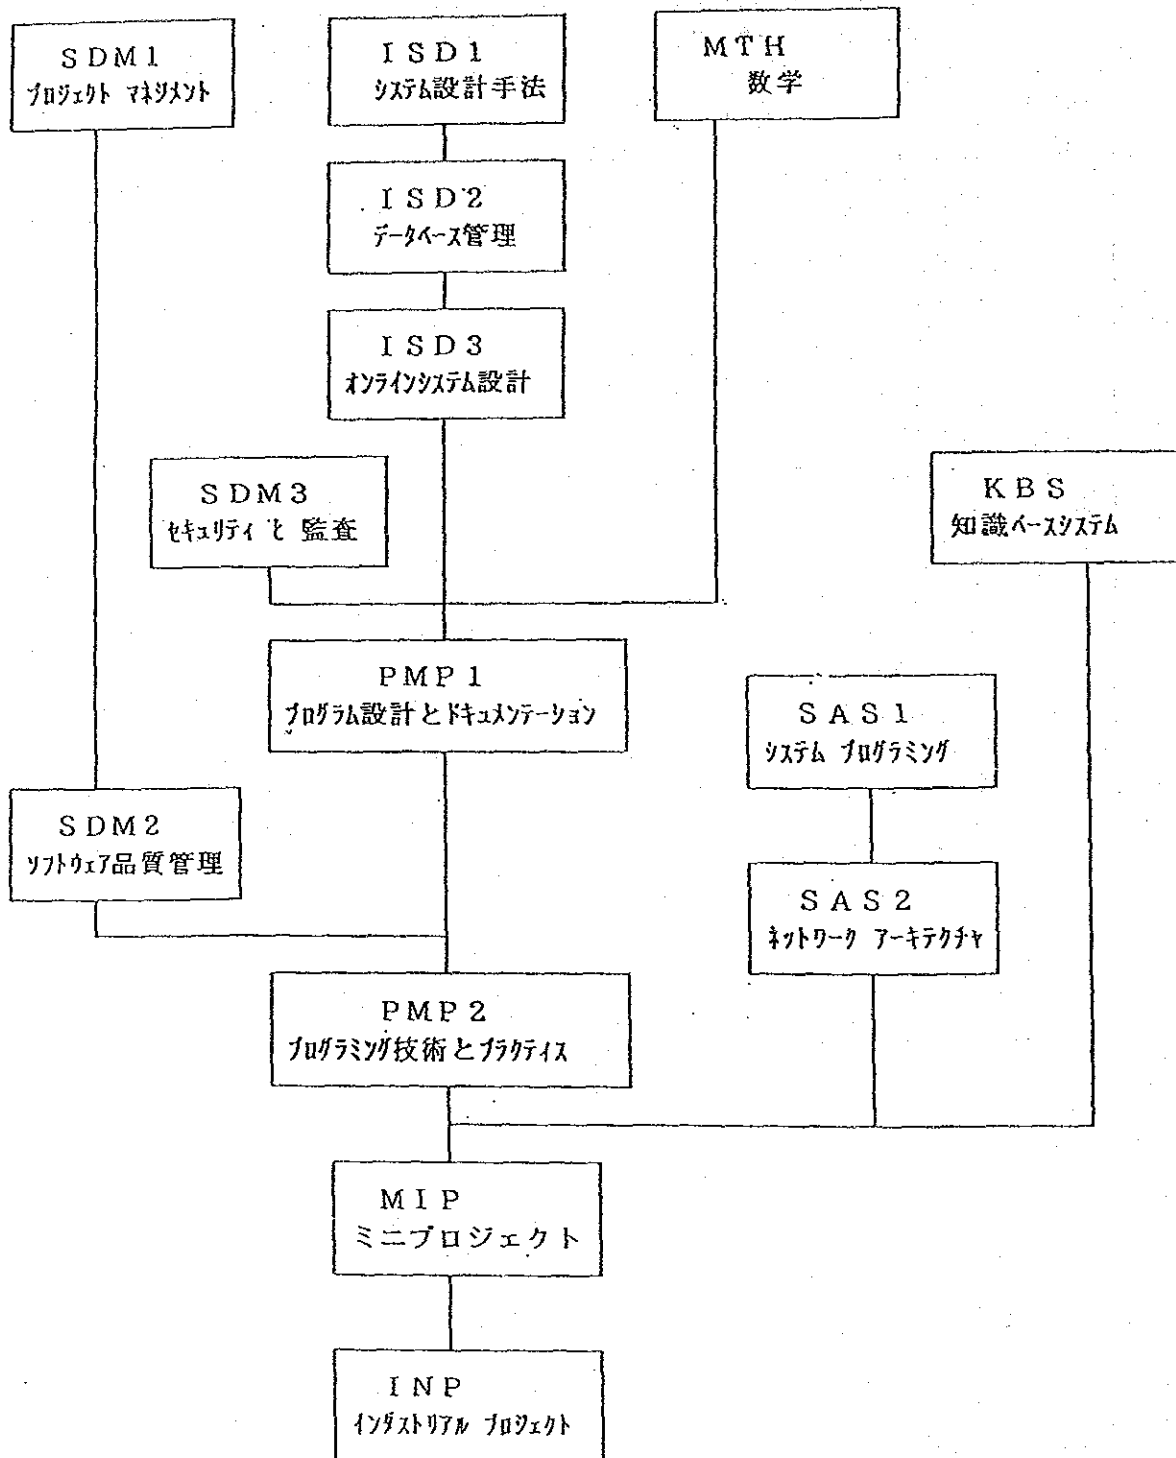 SDM1
プロジェクト マネジメント
ISD1
システム設計手法
MTH
数学
ISD2
データベース管理
ISD3
オンラインシステム設計
SDM3
セキュリティと 監査
KBS
知識ベースシステム
PMP1
プログラム設計とドキュメンテーション
SAS1
システム プログラミング
SDM2
ソフトウェア品質管理
SAS2
ネットワーク アーキテクチャ
PMP2
プログラミング技術とプラクティス
MIP
ミニプロジェクト
INP
インダストリアル プロジェクト